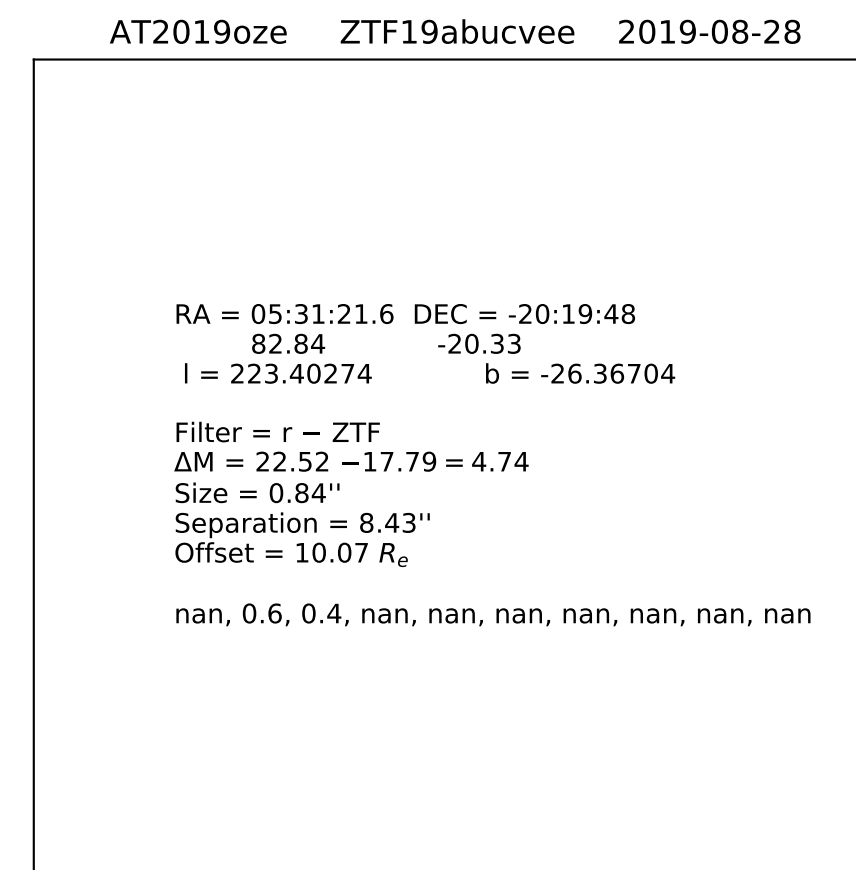 AT2019oze ZTF19abucvee 2019-08-28
RA = 05:31:21.6 DEC = -20:19:48
82.84 -20.33
l = 223.40274 b = -26.36704
Filter = r − ZTF
ΔM = 22.52 −17.79 = 4.74
Size = 0.84''
Separation = 8.43''
Offset = 10.07 Re
nan, 0.6, 0.4, nan, nan, nan, nan, nan, nan, nan